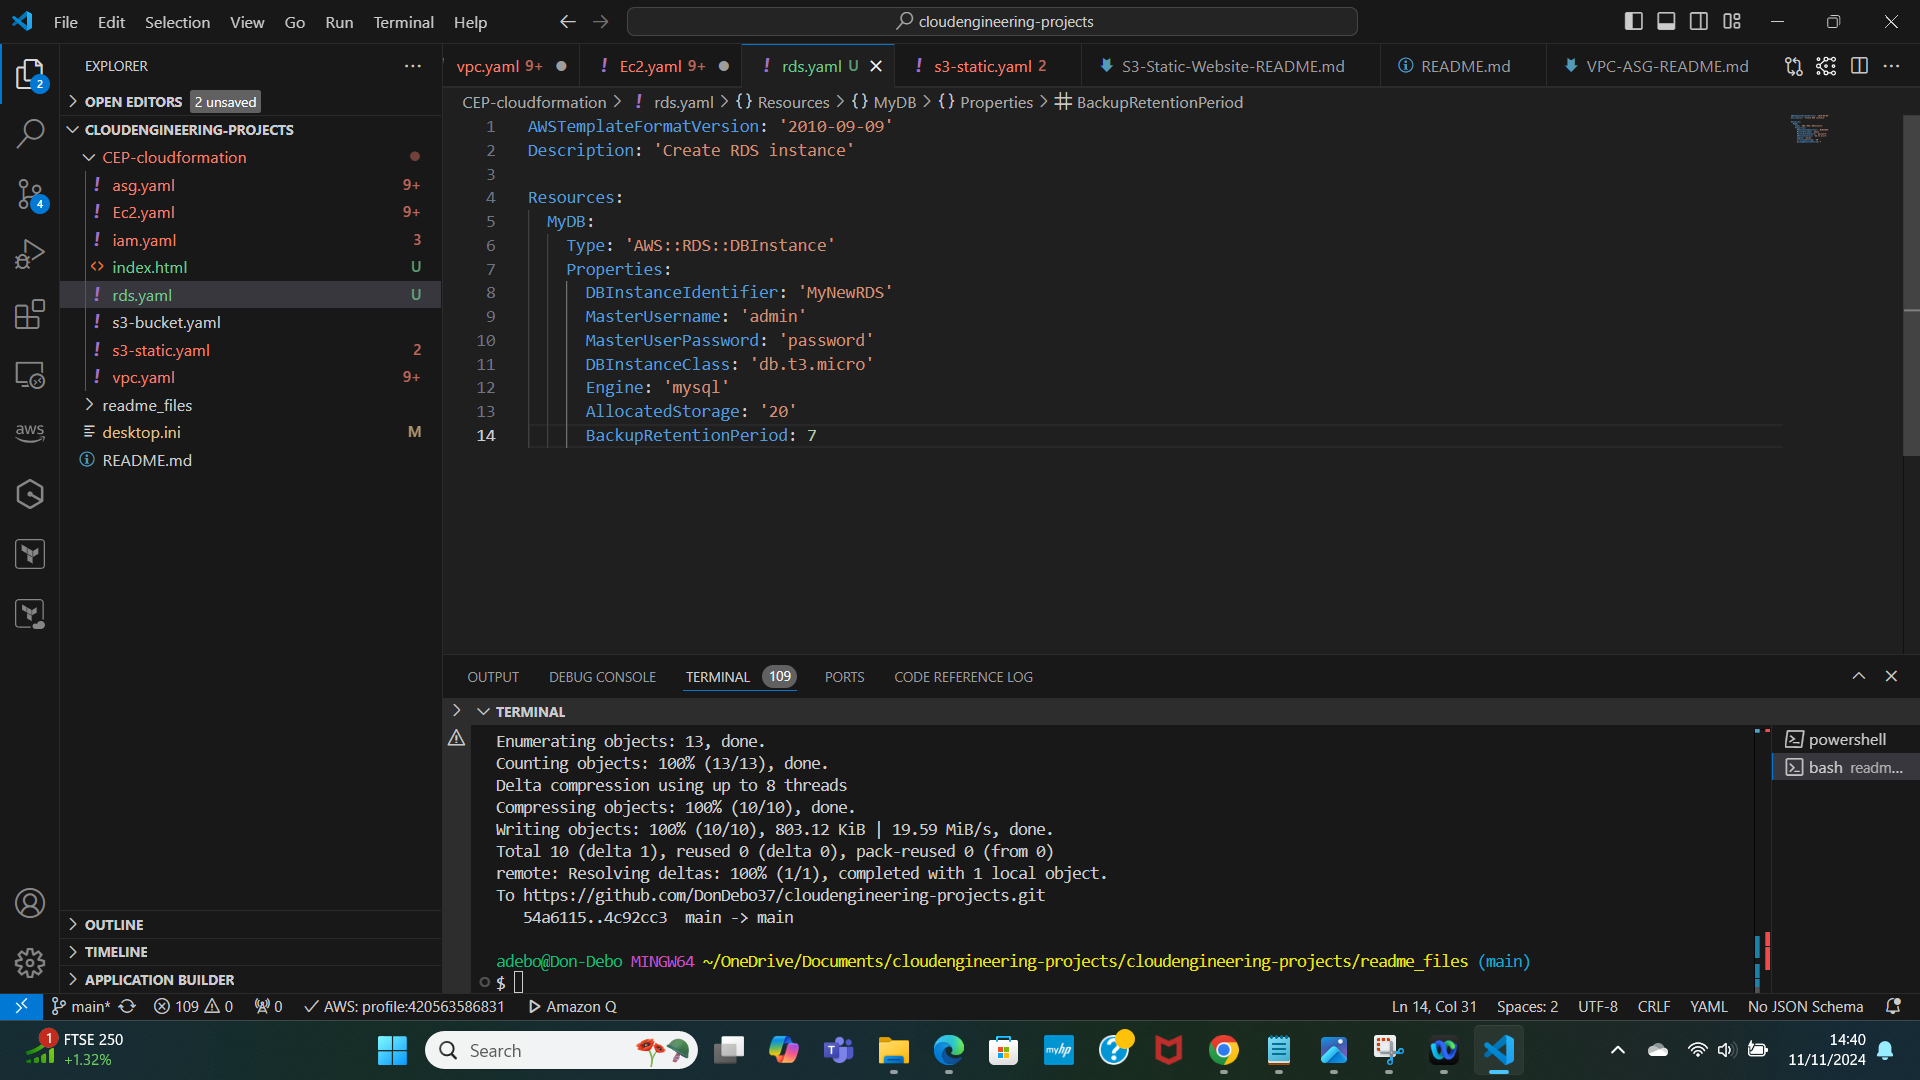 File Edit Selection View Go Run Terminal Help
cloudengineering-projects
EXPLORER
OPEN EDITORS 2 unsaved
CLOUDENGINEERING-PROJECTS
CEP-cloudformation
asg.yaml 9+
Ec2.yaml 9+
iam.yaml 3
index.html U
rds.yaml U
s3-bucket.yaml
s3-static.yaml 2
vpc.yaml 9+
readme_files
desktop.ini M
README.md
OUTLINE
TIMELINE
APPLICATION BUILDER
2
4
aws
vpc.yaml 9+ Ec2.yaml 9+ rds.yaml U s3-static.yaml 2 S3-Static-Website-README.md README.md VPC-ASG-README.md
CEP-cloudformation > rds.yaml > {} Resources > {} MyDB > {} Properties > # BackupRetentionPeriod
1 AWSTemplateFormatVersion: '2010-09-09'
2 Description: 'Create RDS instance'
3
4 Resources:
5 MyDB:
6 Type: 'AWS::RDS::DBInstance'
7 Properties:
8 DBInstanceIdentifier: 'MyNewRDS'
9 MasterUsername: 'admin'
10 MasterUserPassword: 'password'
11 DBInstanceClass: 'db.t3.micro'
12 Engine: 'mysql'
13 AllocatedStorage: '20'
14 BackupRetentionPeriod: 7
OUTPUT DEBUG CONSOLE TERMINAL 109 PORTS CODE REFERENCE LOG
TERMINAL
Enumerating objects: 13, done.
Counting objects: 100% (13/13), done.
Delta compression using up to 8 threads
Compressing objects: 100% (10/10), done.
Writing objects: 100% (10/10), 803.12 KiB | 19.59 MiB/s, done.
Total 10 (delta 1), reused 0 (delta 0), pack-reused 0 (from 0)
remote: Resolving deltas: 100% (1/1), completed with 1 local object.
To https://github.com/DonDebo37/cloudengineering-projects.git
54a6115..4c92cc3 main -> main
adebo@Don-Debo MINGW64 ~/OneDrive/Documents/cloudengineering-projects/cloudengineering-projects/readme_files (main)
$
powershell
bash readm...
main* 109 0 0 AWS: profile:420563586831 Amazon Q
Ln 14, Col 31 Spaces: 2 UTF-8 CRLF YAML No JSON Schema
1 FTSE 250
+1.32%
Search
myhp
14:40
11/11/2024